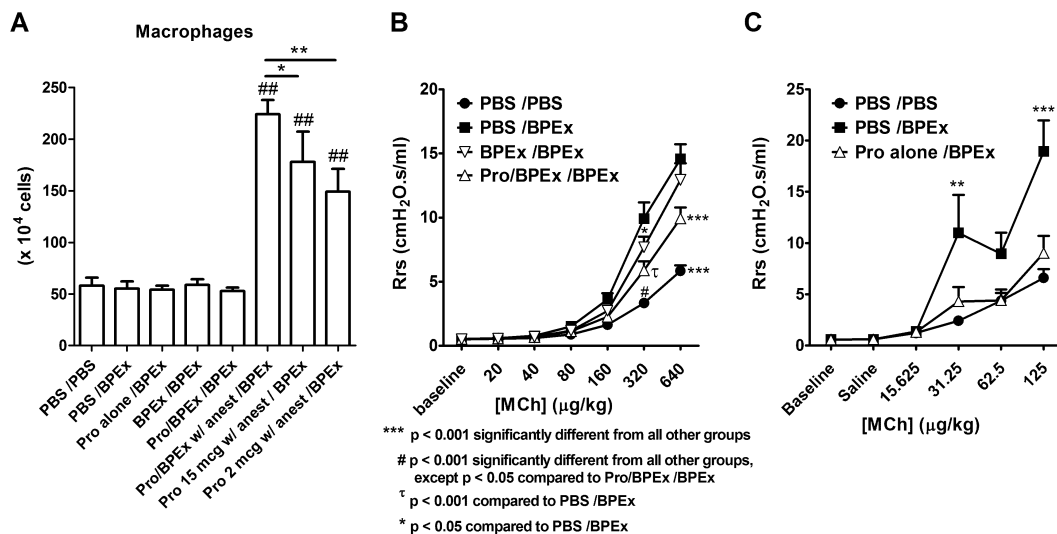 A
Macrophages
**
*
##
##
##
250
200
150
100
50
0
(x 10⁴ cells)
PBS /PBS
PBS /BPEx
Pro alone /BPEx
BPEx /BPEx
Pro/BPEx /BPEx
Pro/BPEx w/ anest /BPEx
Pro 15 mcg w/ anest / BPEx
Pro 2 mcg w/ anest /BPEx
B
PBS /PBS
PBS /BPEx
BPEx /BPEx
Pro/BPEx /BPEx
20
15
10
5
0
Rrs (cmH₂O.s/ml)
*
τ
#
***
***
baseline
20
40
80
160
320
640
[MCh] (μg/kg)
*** p < 0.001 significantly different from all other groups
# p < 0.001 significantly different from all other groups,
except p < 0.05 compared to Pro/BPEx /BPEx
τ p < 0.001 compared to PBS /BPEx
* p < 0.05 compared to PBS /BPEx
C
PBS /PBS
PBS /BPEx
Pro alone /BPEx
25
20
15
10
5
0
Rrs (cmH₂O.s/ml)
**
***
Baseline
Saline
15.625
31.25
62.5
125
[MCh] (μg/kg)